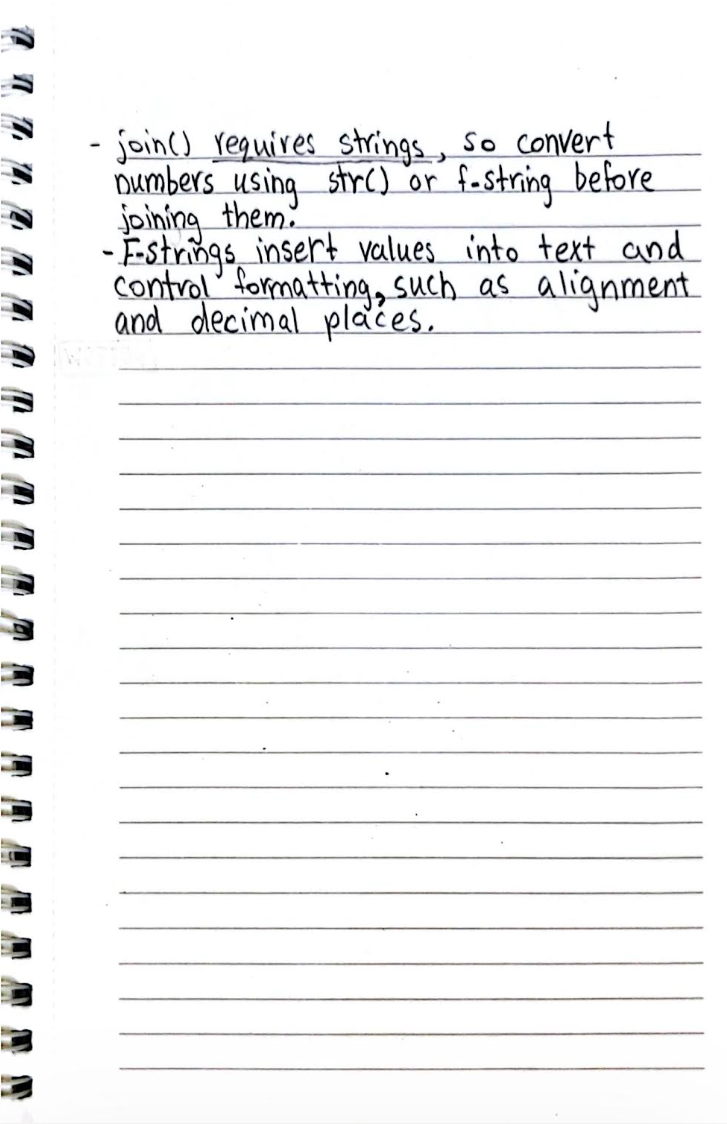 - join() requires strings, so convert
numbers using str() or f-string before
joining them.
- F-strings insert values into text and
control formatting, such as alignment
and decimal places.